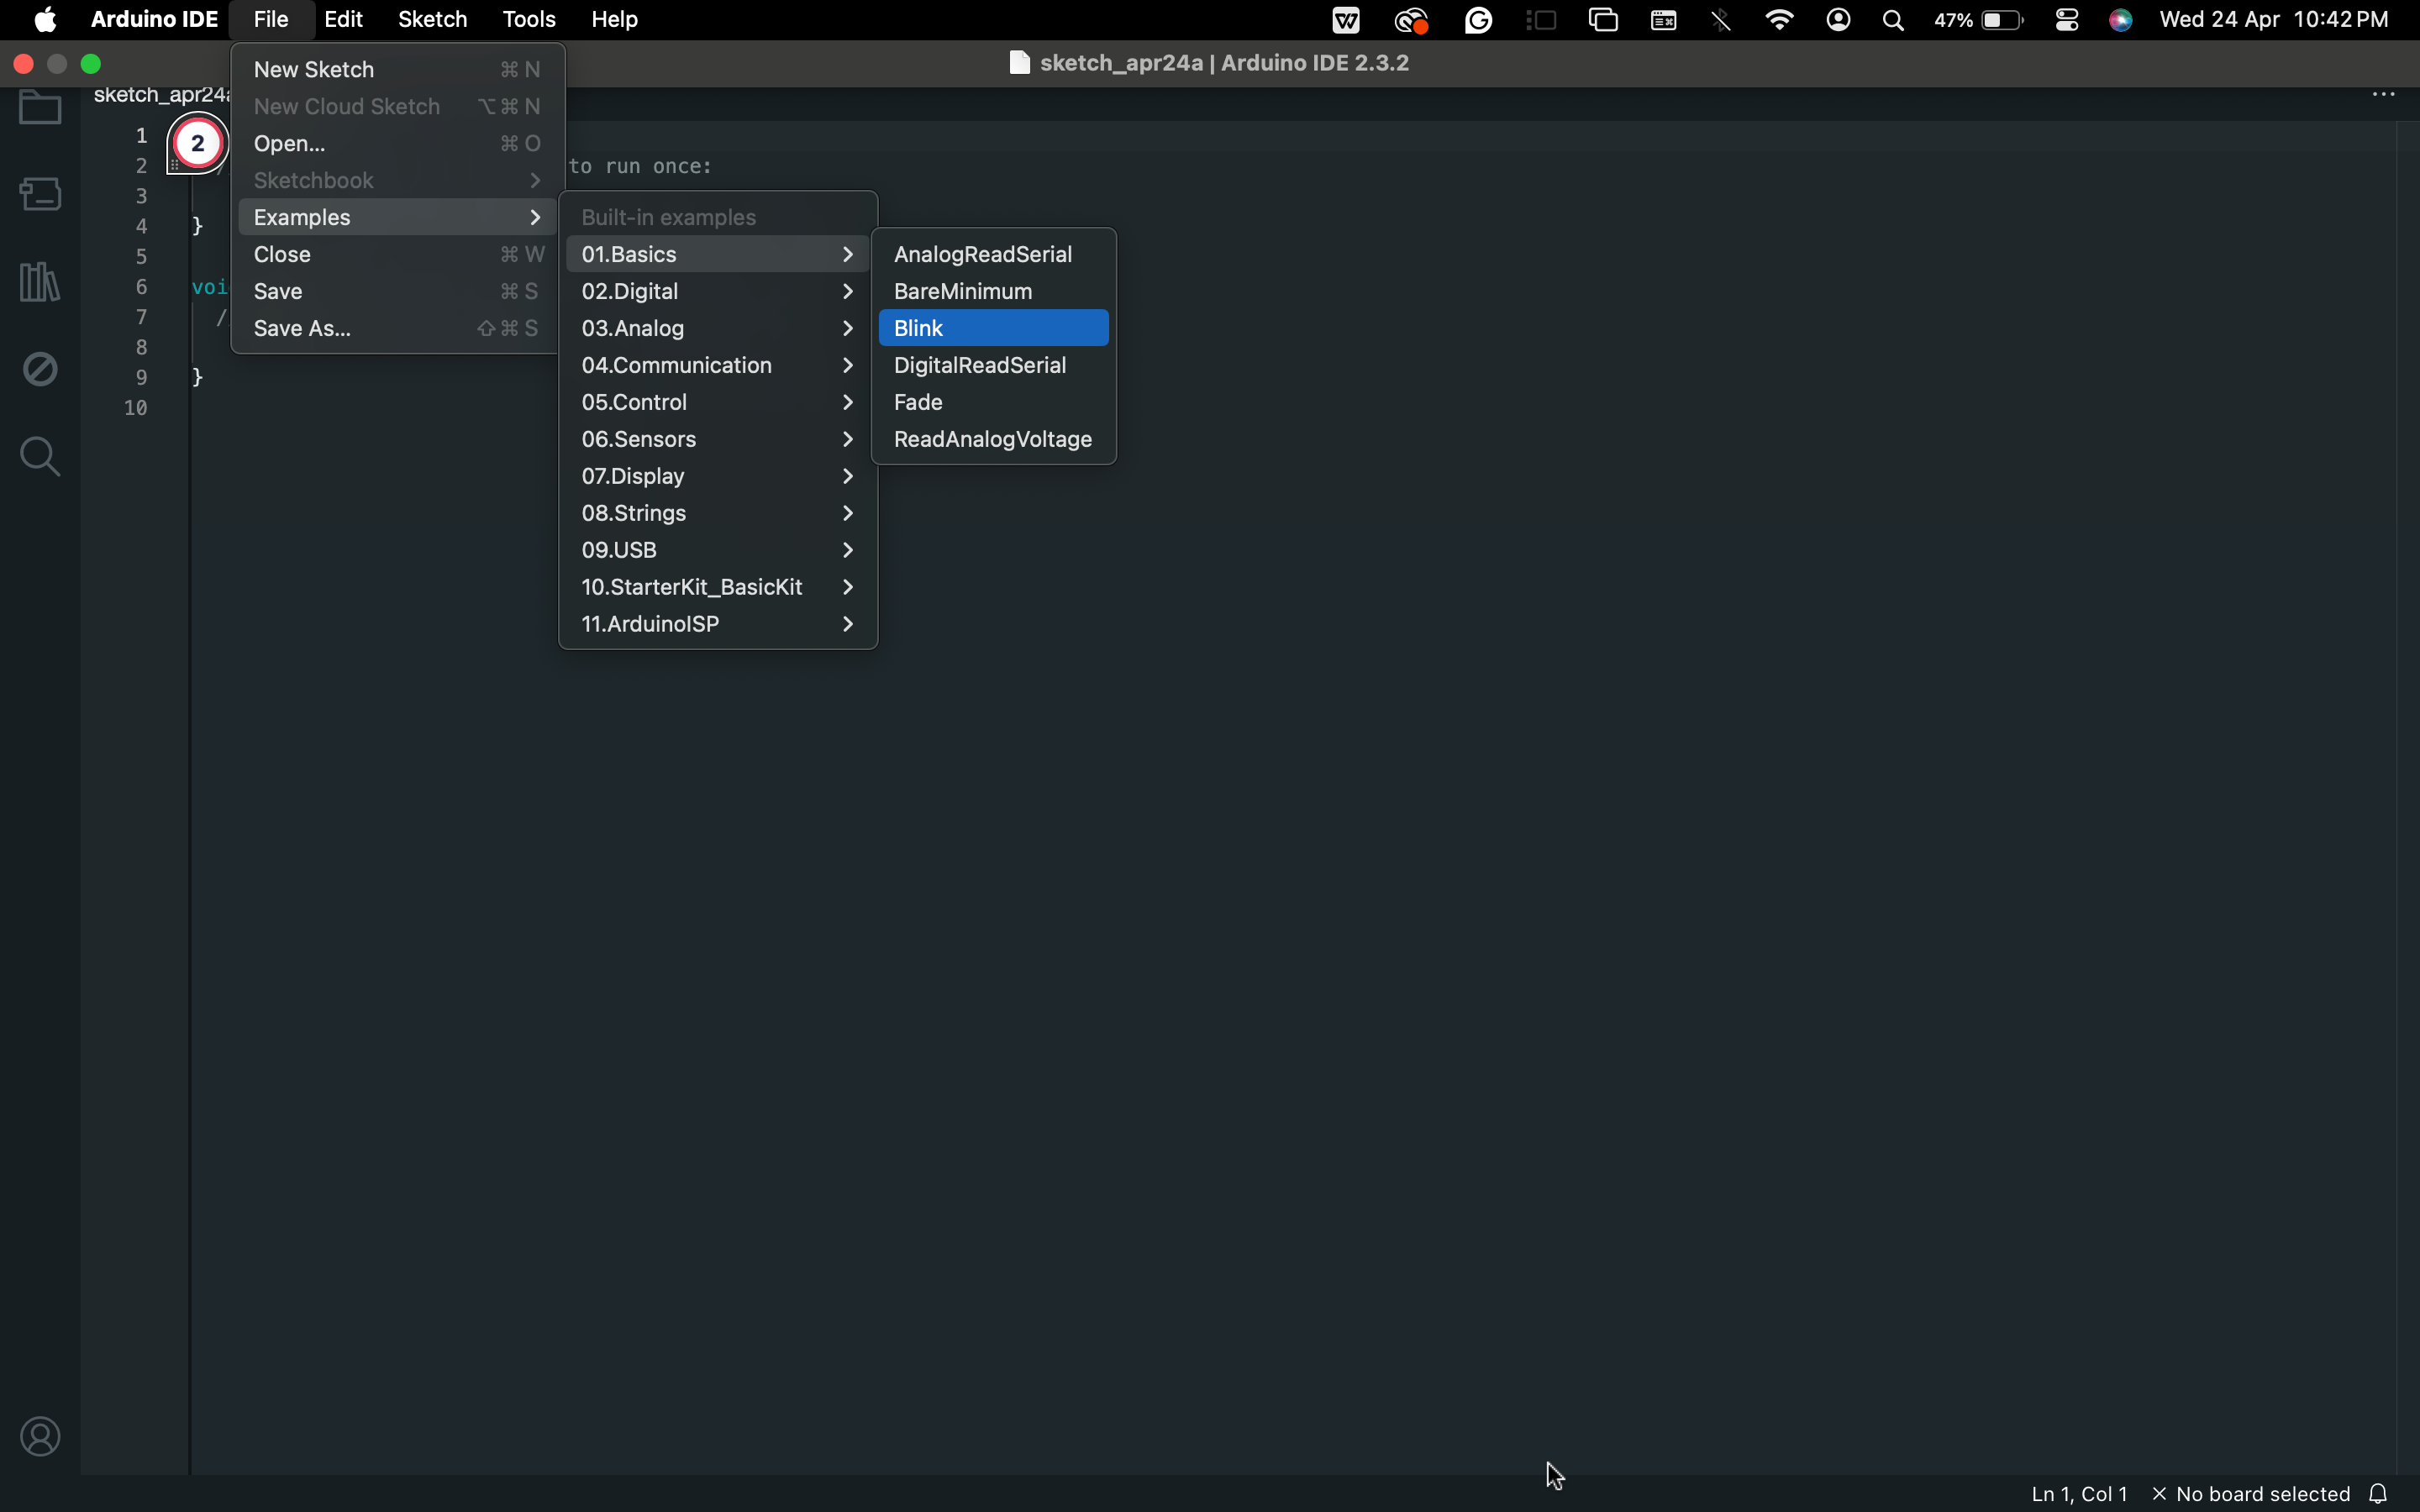 Arduino IDE File Edit Sketch Tools Help 47% Wed 24 Apr 10:42 PM
sketch_apr24a | Arduino IDE 2.3.2
sketch_apr24a
New Sketch ⌘ N
New Cloud Sketch ⌥ ⌘ N
Open... ⌘ O
Sketchbook >
Examples >
Close ⌘ W
Save ⌘ S
Save As... ⇧ ⌘ S
2
Built-in examples
01.Basics >
02.Digital >
03.Analog >
04.Communication >
05.Control >
06.Sensors >
07.Display >
08.Strings >
09.USB >
10.StarterKit_BasicKit >
11.ArduinoISP >
AnalogReadSerial
BareMinimum
Blink
DigitalReadSerial
Fade
ReadAnalogVoltage
1
2 // to run once:
3
4 }
5
6 voi
7 //
8
9 }
10
Ln 1, Col 1 × No board selected